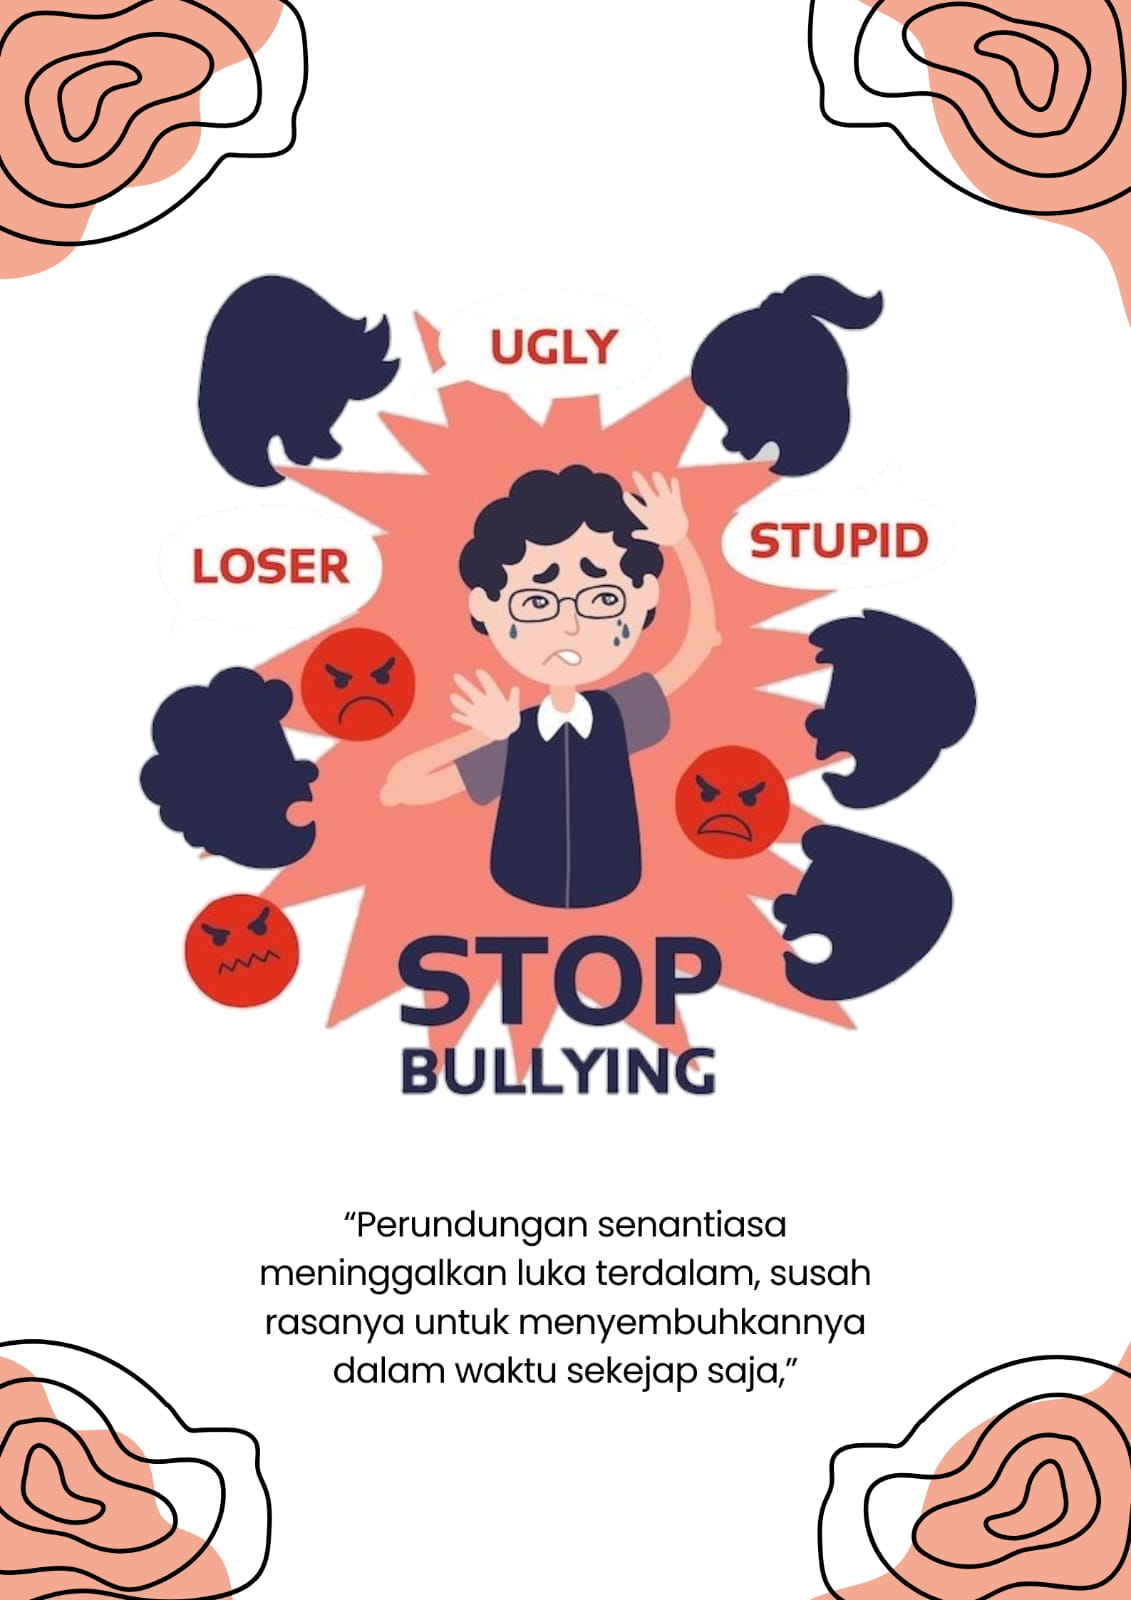 UGLY
STUPID
LOSER
STOP
BULLYING
“Perundungan senantiasa
meninggalkan luka terdalam, susah
rasanya untuk menyembuhkannya
dalam waktu sekejap saja,”